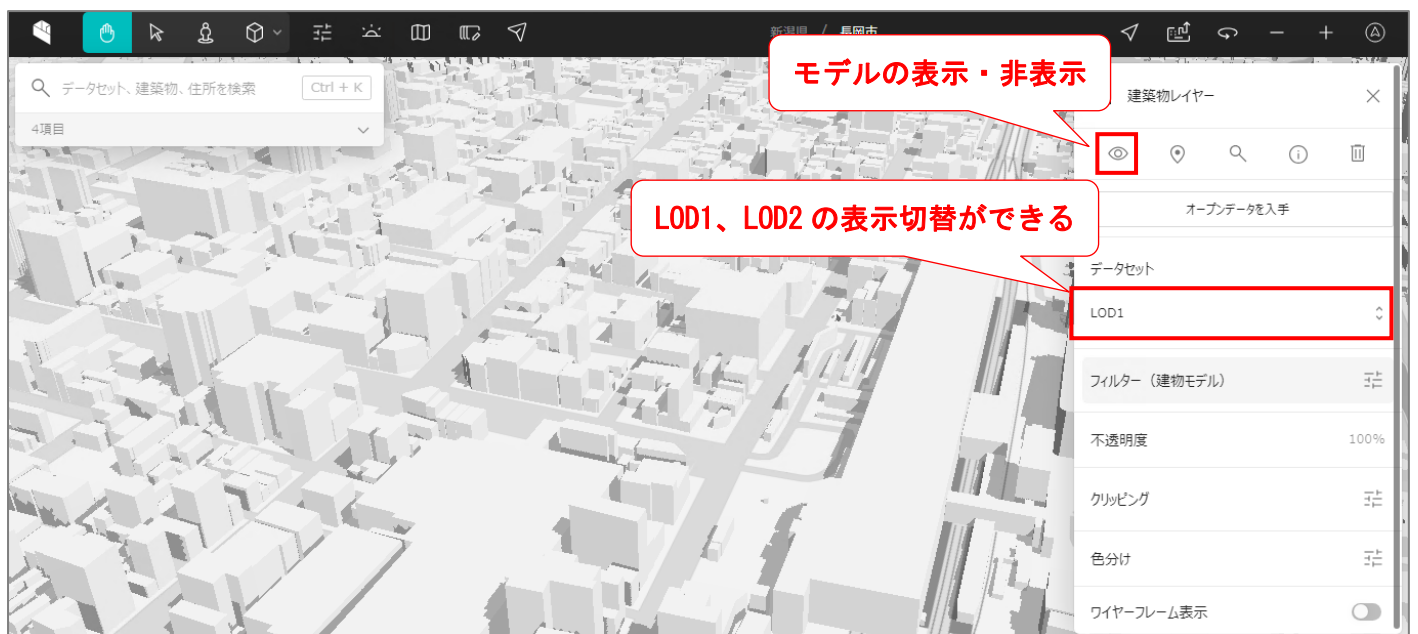 新潟県 / 長岡市
モデルの表示・非表示
データセット、建築物、住所を検索 Ctrl + K
4項目
建築物レイヤー
オープンデータを入手
LOD1、LOD2 の表示切替ができる
データセット
LOD1
フィルター（建物モデル）
不透明度 100%
クリッピング
色分け
ワイヤーフレーム表示